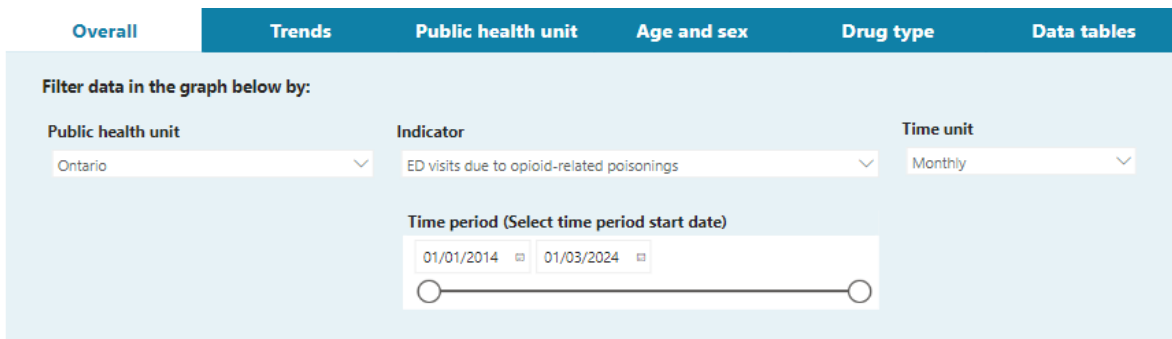 Overall Trends Public health unit Age and sex Drug type Data tables
Filter data in the graph below by:
Public health unit Indicator Time unit
Ontario ED visits due to opioid-related poisonings Monthly
Time period (Select time period start date)
01/01/2014 01/03/2024